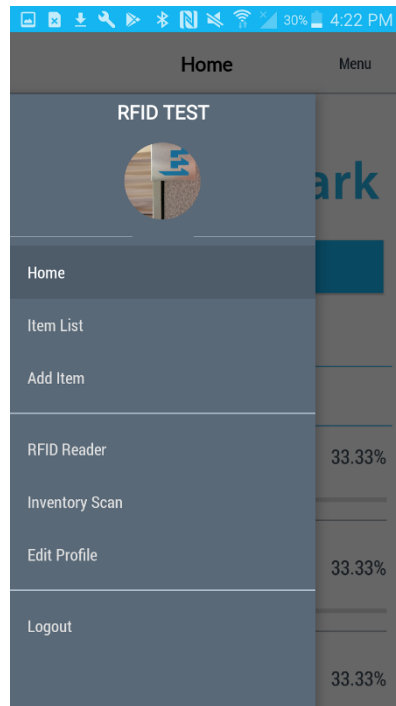 30% 4:22 PM
Home Menu
RFID TEST
ark
Home
Item List
Add Item
RFID Reader
33.33%
Inventory Scan
Edit Profile
33.33%
Logout
33.33%